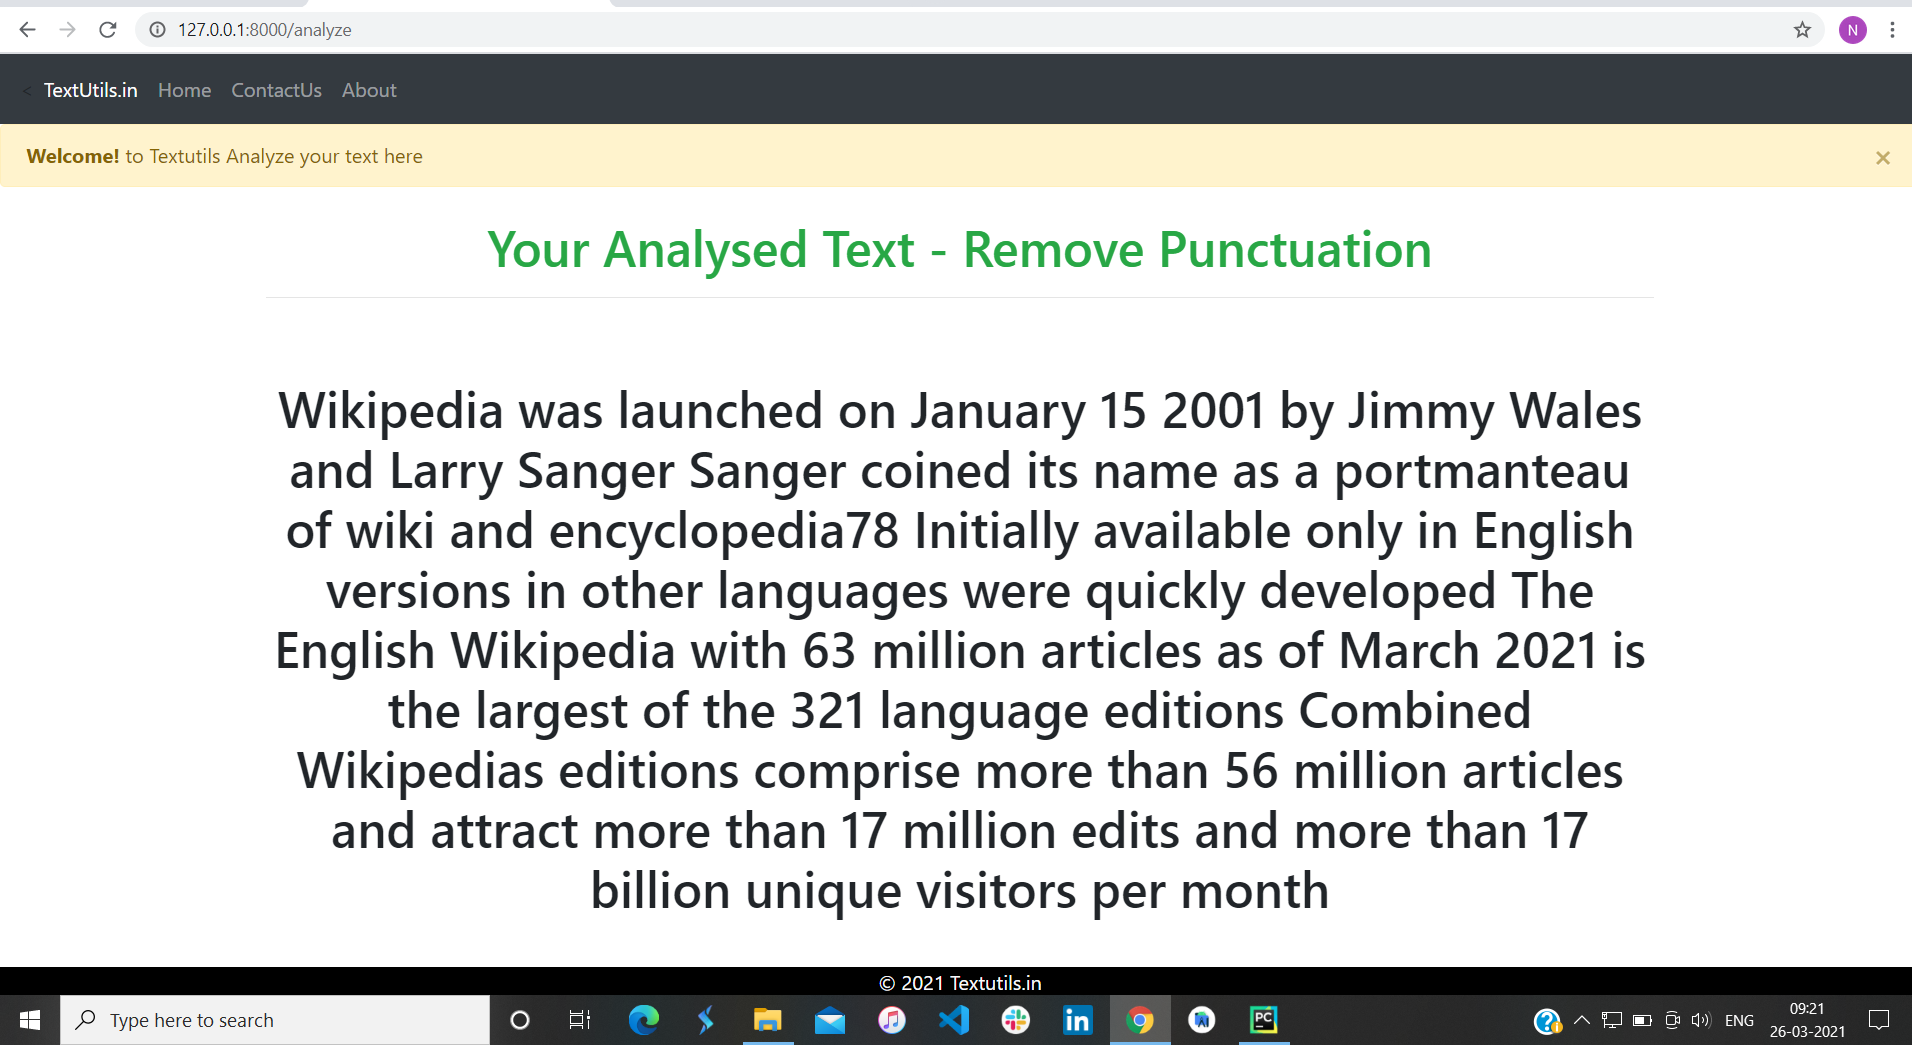 127.0.0.1:8000/analyze
N
< TextUtils.in Home ContactUs About
Welcome! to Textutils Analyze your text here
×
Your Analysed Text - Remove Punctuation
Wikipedia was launched on January 15 2001 by Jimmy Wales
and Larry Sanger Sanger coined its name as a portmanteau
of wiki and encyclopedia78 Initially available only in English
versions in other languages were quickly developed The
English Wikipedia with 63 million articles as of March 2021 is
the largest of the 321 language editions Combined
Wikipedias editions comprise more than 56 million articles
and attract more than 17 million edits and more than 17
billion unique visitors per month
© 2021 Textutils.in
Type here to search
in
PC
ENG
09:21
26-03-2021